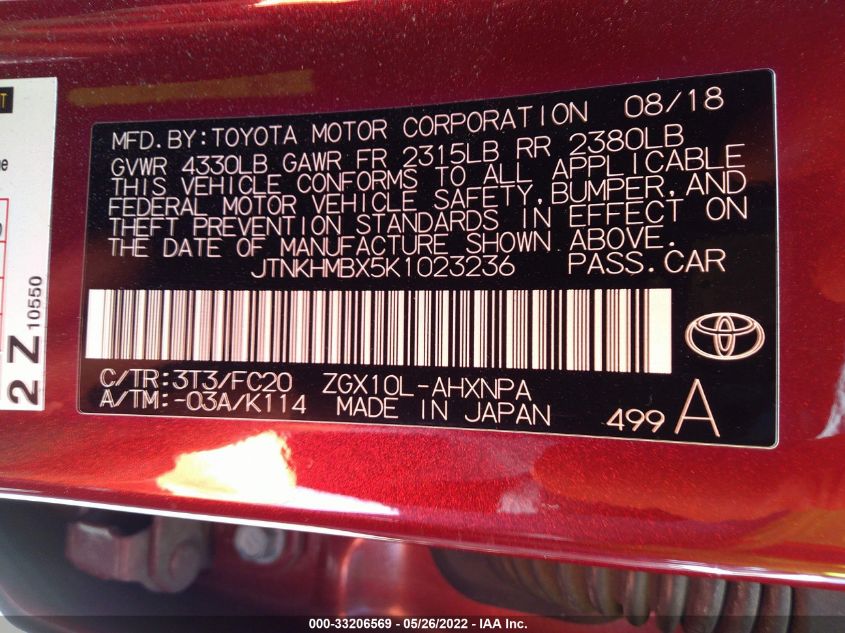 MFD.BY:TOYOTA MOTOR CORPORATION 08/18
GVWR 4330LB GAWR FR 2315LB RR 2380LB
THIS VEHICLE CONFORMS TO ALL APPLICABLE
FEDERAL MOTOR VEHICLE SAFETY,BUMPER,AND
THEFT PREVENTION STANDARDS IN EFFECT ON
THE DATE OF MANUFACTURE SHOWN ABOVE.
JTNKHMBX5K1023236 PASS.CAR
C/TR:3T3/FC20 ZGX10L-AHXNPA
A/TM:-03A/K114 MADE IN JAPAN 499 A
2 Z 10550
000-33206569 - 05/26/2022 - IAA Inc.